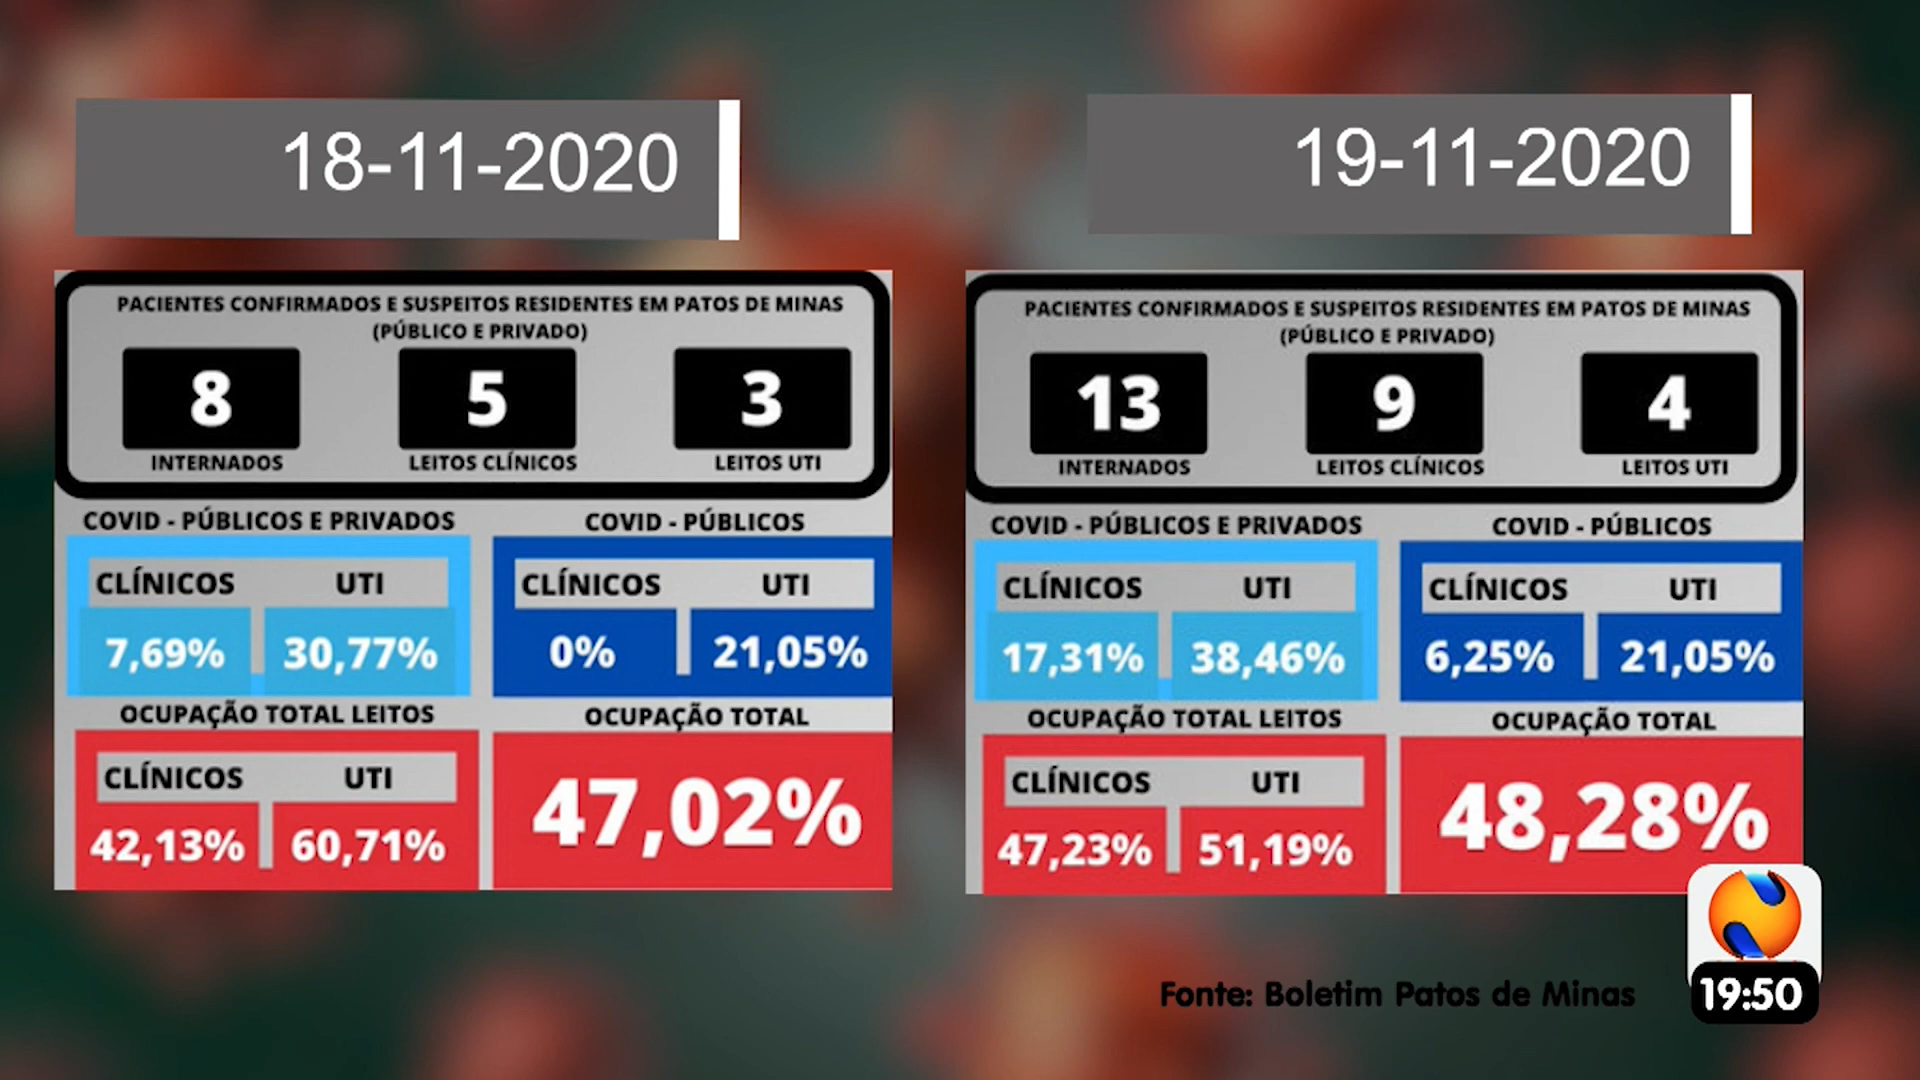 18-11-2020
PACIENTES CONFIRMADOS E SUSPEITOS RESIDENTES EM PATOS DE MINAS
(PÚBLICO E PRIVADO)
8 5 3
INTERNADOS LEITOS CLÍNICOS LEITOS UTI
COVID - PÚBLICOS E PRIVADOS COVID - PÚBLICOS
CLÍNICOS UTI CLÍNICOS UTI
7,69% 30,77% 0% 21,05%
OCUPAÇÃO TOTAL LEITOS OCUPAÇÃO TOTAL
CLÍNICOS UTI
42,13% 60,71% 47,02%
19-11-2020
PACIENTES CONFIRMADOS E SUSPEITOS RESIDENTES EM PATOS DE MINAS
(PÚBLICO E PRIVADO)
13 9 4
INTERNADOS LEITOS CLÍNICOS LEITOS UTI
COVID - PÚBLICOS E PRIVADOS COVID - PÚBLICOS
CLÍNICOS UTI CLÍNICOS UTI
17,31% 38,46% 6,25% 21,05%
OCUPAÇÃO TOTAL LEITOS OCUPAÇÃO TOTAL
CLÍNICOS UTI
47,23% 51,19% 48,28%
Fonte: Boletim Patos de Minas
19:50